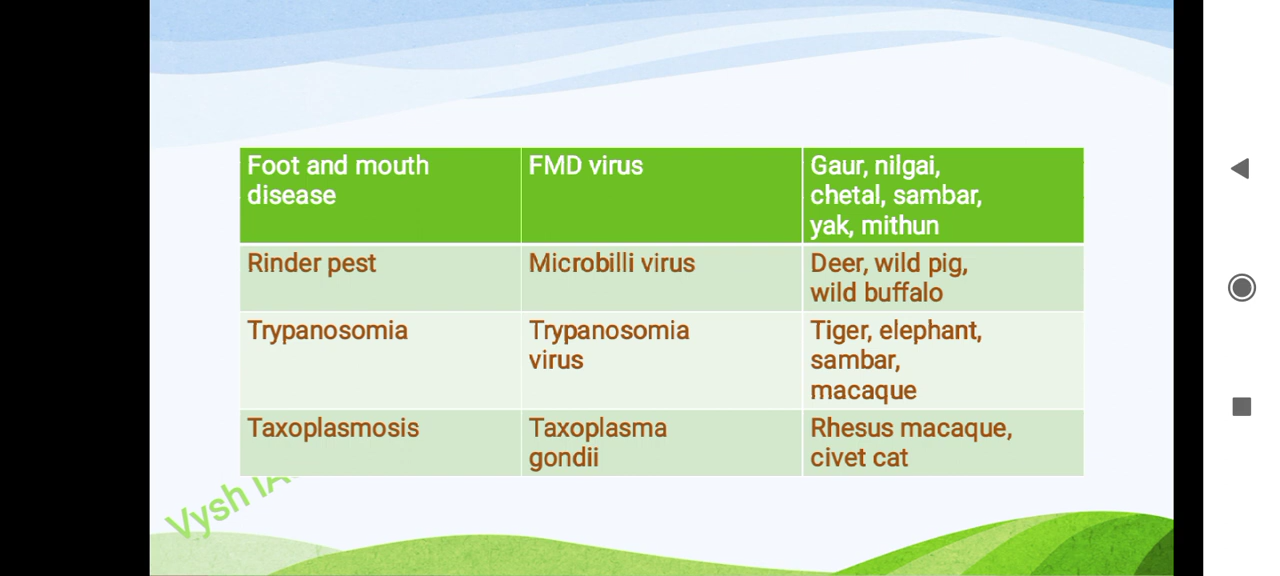 Foot and mouth
disease
FMD virus
Gaur, nilgai,
chetal, sambar,
yak, mithun
Rinder pest
Microbilli virus
Deer, wild pig,
wild buffalo
Trypanosomia
Trypanosomia
virus
Tiger, elephant,
sambar,
macaque
Taxoplasmosis
Taxoplasma
gondii
Rhesus macaque,
civet cat
Vysh